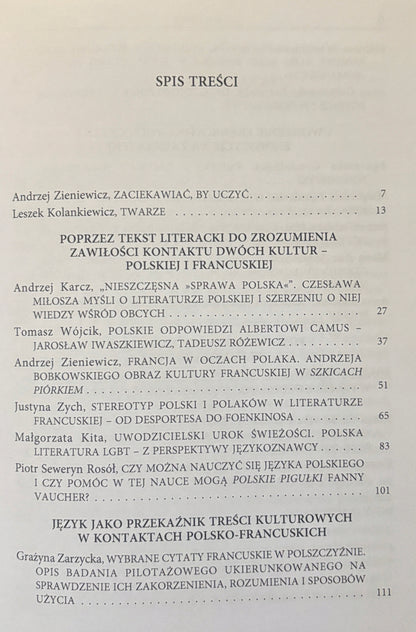 SPIS TREŚCI
Andrzej Zieniewicz, ZACIEKAWIAĆ, BY UCZYĆ. . . . . . . . . . . . . . . 7
Leszek Kolankiewicz, TWARZE . . . . . . . . . . . . . . . . . . . . . . . . . 13
POPRZEZ TEKST LITERACKI DO ZROZUMIENIA
ZAWIŁOŚCI KONTAKTU DWÓCH KULTUR –
POLSKIEJ I FRANCUSKIEJ
Andrzej Karcz, „NIESZCZĘSNA »SPRAWA POLSKA«”. CZESŁAWA
MIŁOSZA MYŚLI O LITERATURZE POLSKIEJ I SZERZENIU O NIEJ
WIEDZY WŚRÓD OBCYCH . . . . . . . . . . . . . . . . . . . . . . . . . 27
Tomasz Wójcik, POLSKIE ODPOWIEDZI ALBERTOWI CAMUS –
JAROSŁAW IWASZKIEWICZ, TADEUSZ RÓŻEWICZ . . . . . . . . . . . 37
Andrzej Zieniewicz, FRANCJA W OCZACH POLAKA. ANDRZEJA
BOBKOWSKIEGO OBRAZ KULTURY FRANCUSKIEJ W SZKICACH
PIÓRKIEM . . . . . . . . . . . . . . . . . . . . . . . . . . . . . . . . . . . 51
Justyna Zych, STEREOTYP POLSKI I POLAKÓW W LITERATURZE
FRANCUSKIEJ – OD DESPORTESA DO FOENKINOSA . . . . . . . . . 65
Małgorzata Kita, UWODZICIELSKI UROK ŚWIEŻOŚCI. POLSKA
LITERATURA LGBT – Z PERSPEKTYWY JĘZYKOZNAWCY . . . . . . . 83
Piotr Seweryn Rosół, CZY MOŻNA NAUCZYĆ SIĘ JĘZYKA POLSKIEGO
I CZY POMÓC W TEJ NAUCE MOGĄ POLSKIE PIGUŁKI FANNY
VAUCHER? . . . . . . . . . . . . . . . . . . . . . . . . . . . . . . . . . . . 101
JĘZYK JAKO PRZEKAŹNIK TREŚCI KULTUROWYCH
W KONTAKTACH POLSKO-FRANCUSKICH
Grażyna Zarzycka, WYBRANE CYTATY FRANCUSKIE W POLSZCZYŹNIE.
OPIS BADANIA PILOTAŻOWEGO UKIERUNKOWANEGO NA
SPRAWDZENIE ICH ZAKORZENIENIA, ROZUMIENIA I SPOSOBÓW
UŻYCIA . . . . . . . . . . . . . . . . . . . . . . . . . . . . . . . . . . . . 111